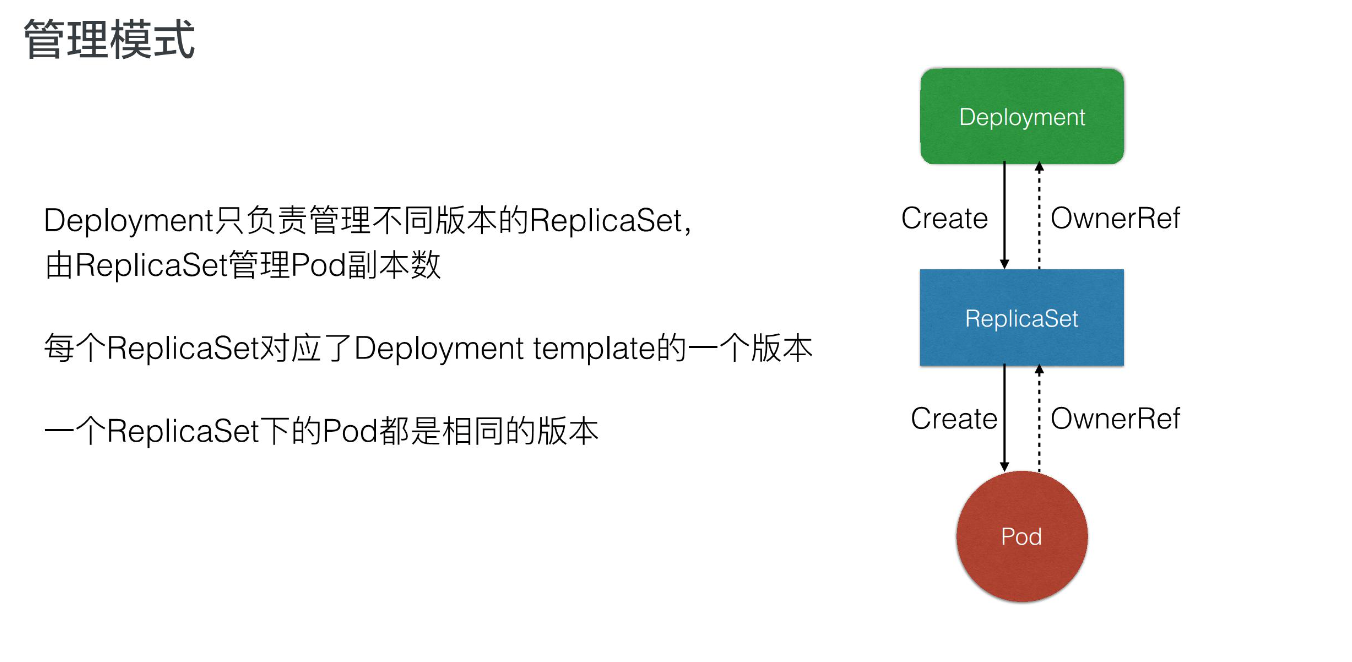 管理模式
Deployment只负责管理不同版本的ReplicaSet，
由ReplicaSet管理Pod副本数
每个ReplicaSet对应了Deployment template的一个版本
一个ReplicaSet下的Pod都是相同的版本
Deployment
Create
OwnerRef
ReplicaSet
Create
OwnerRef
Pod